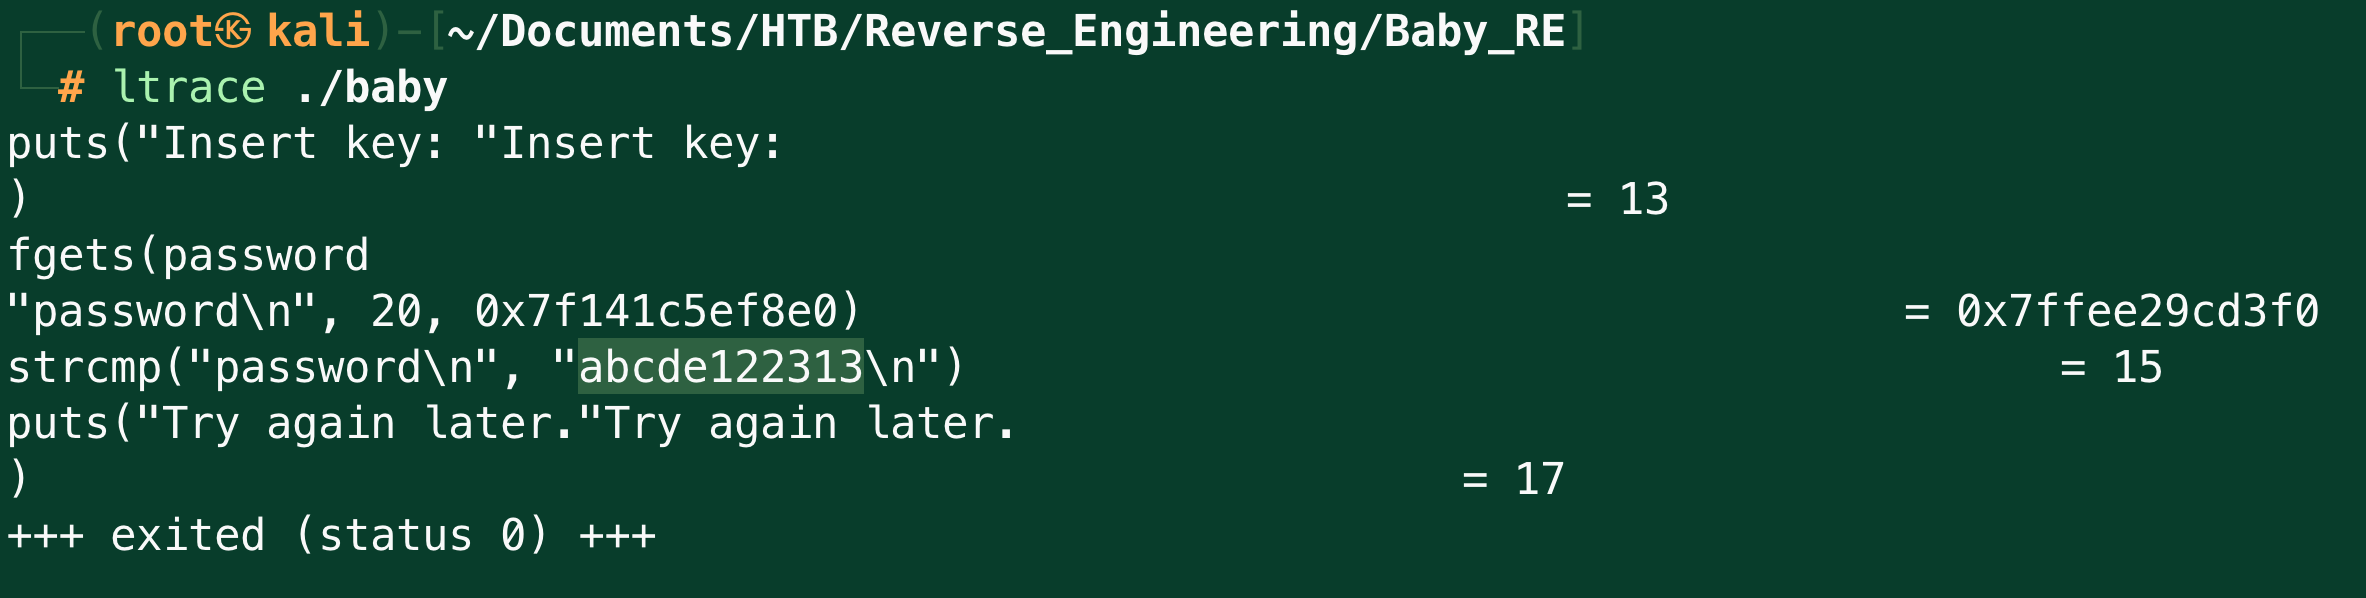 (root㉿kali)-[~/Documents/HTB/Reverse_Engineering/Baby_RE]
# ltrace ./baby
puts("Insert key: "Insert key:
) = 13
fgets(password
"password\n", 20, 0x7f141c5ef8e0) = 0x7ffee29cd3f0
strcmp("password\n", "abcde122313\n") = 15
puts("Try again later."Try again later.
) = 17
+++ exited (status 0) +++